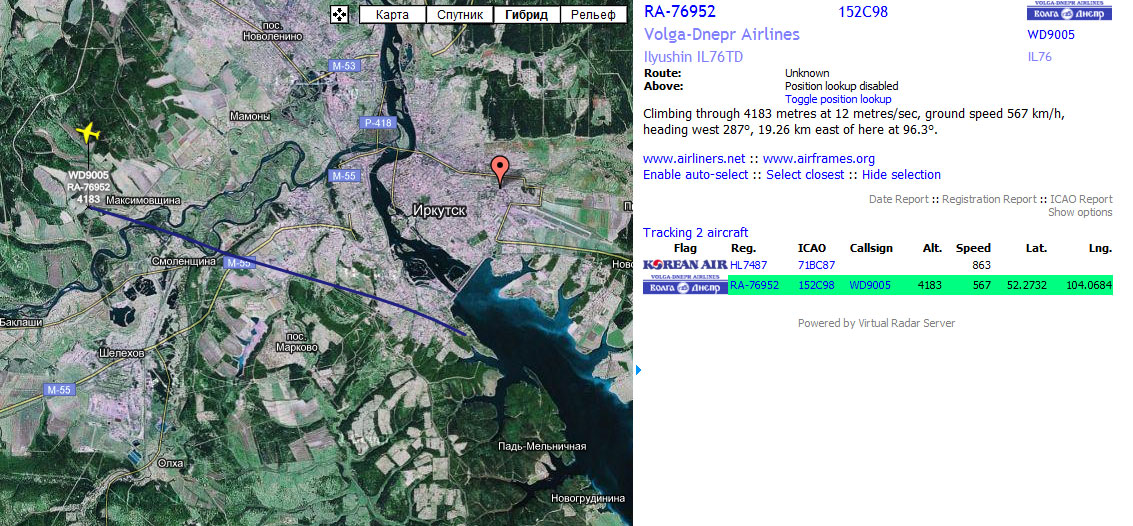 Карта Спутник Гибрид Рельеф
пос.
Новоленино
М-53
Мамоны
Р-418
М-55
WD9005
RA-76952
4183
Максимовщина
Иркутск
Смоленщина
М-55
Баклаши
пос.
Марково
Шелехов
М-55
Падь-Мельничная
Олха
Новогрудинина
RA-76952 152C98
VOLGA-DNEPR AIRLINES
Волга Днепр
Volga-Dnepr Airlines WD9005
Ilyushin IL76TD IL76
Route: Unknown
Above: Position lookup disabled
Toggle position lookup
Climbing through 4183 metres at 12 metres/sec, ground speed 567 km/h,
heading west 287º, 19.26 km east of here at 96.3º.
www.airliners.net :: www.airframes.org
Enable auto-select :: Select closest :: Hide selection
Date Report :: Registration Report :: ICAO Report
Show options
Tracking 2 aircraft
Flag Reg. ICAO Callsign Alt. Speed Lat. Lng.
KOREAN AIR HL7487 71BC87 863
VOLGA-DNEPR AIRLINES
Волга Днепр RA-76952 152C98 WD9005 4183 567 52.2732 104.0684
Powered by Virtual Radar Server